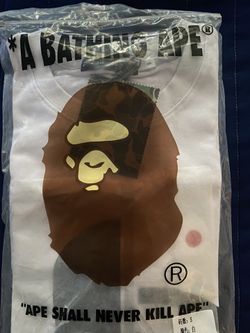 *A BATHING APE®
®
"APE SHALL NEVER KILL APE"